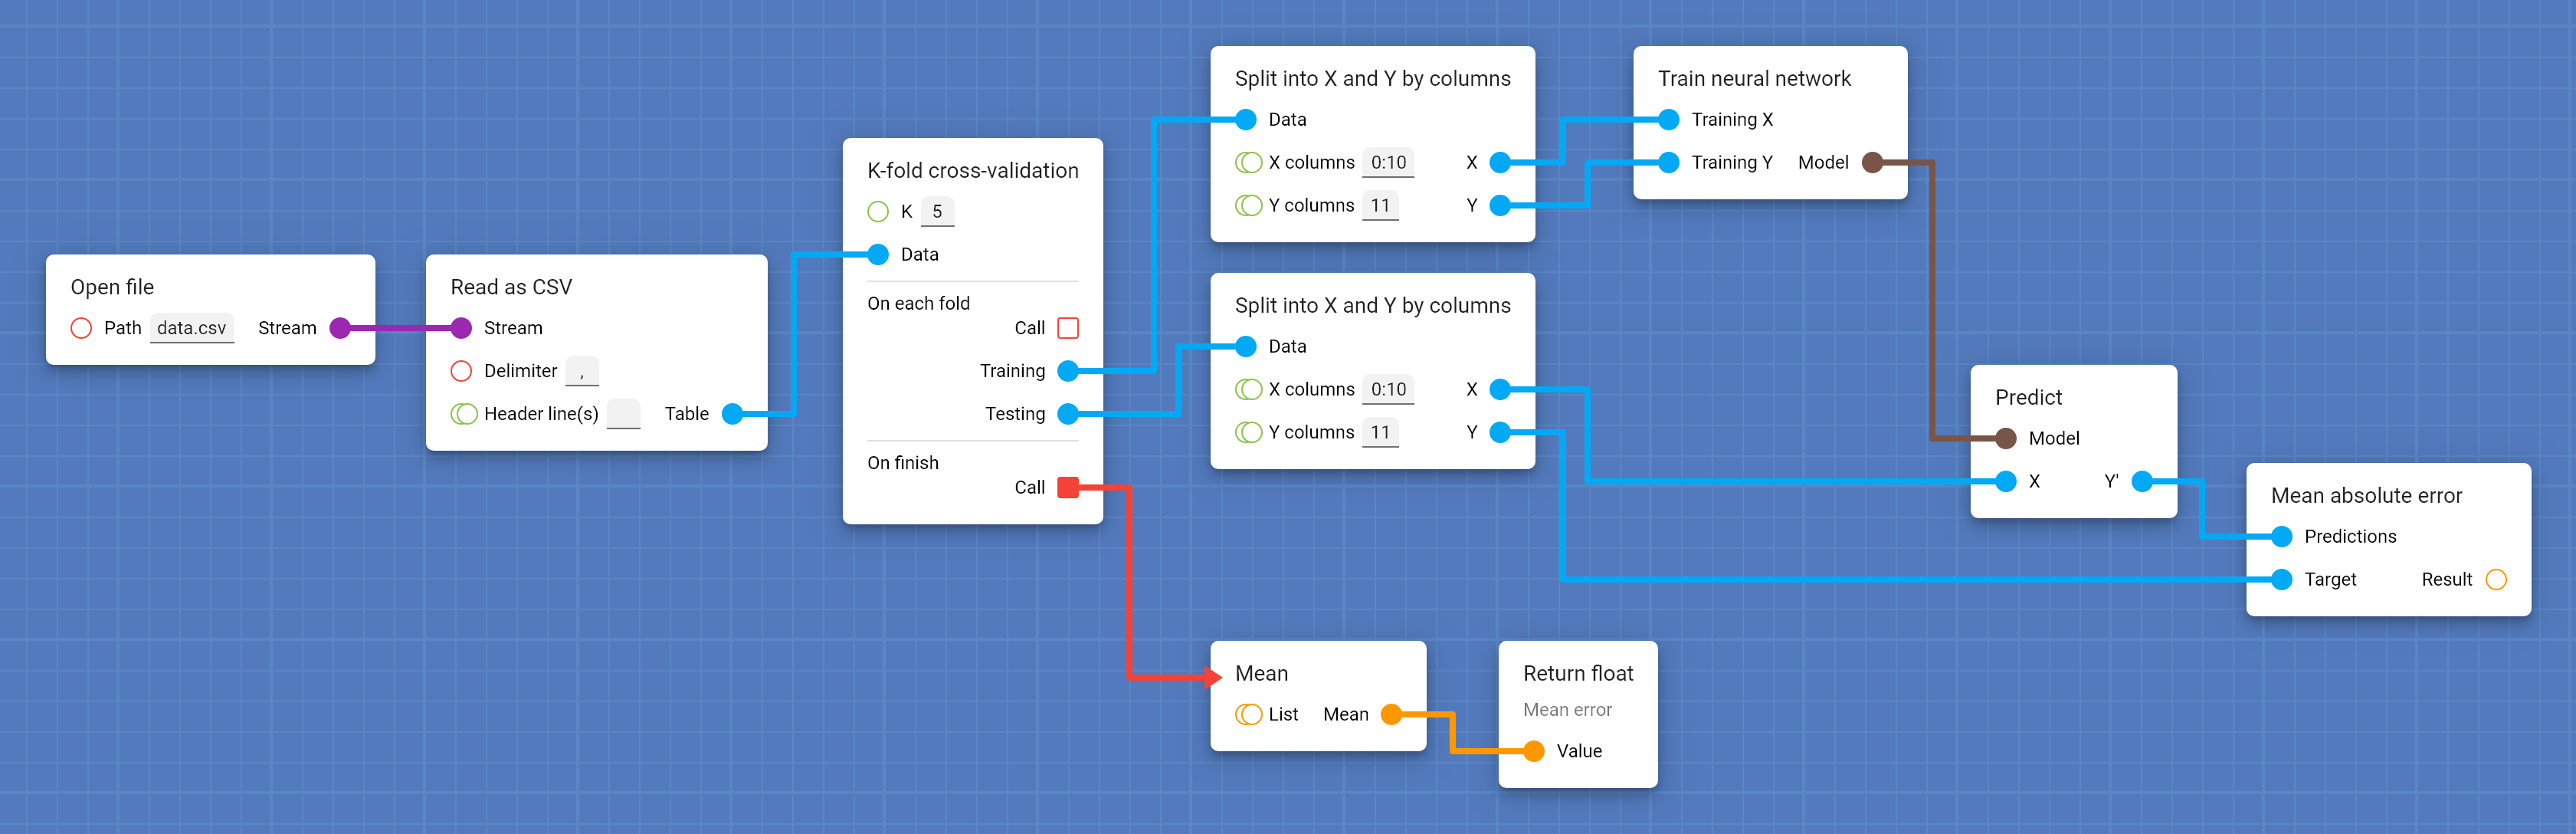 Open file
Path data.csv Stream
Read as CSV
Stream
Delimiter ,
Header line(s) Table
K-fold cross-validation
K 5
Data
On each fold
Call
Training
Testing
On finish
Call
Split into X and Y by columns
Data
X columns 0:10 X
Y columns 11 Y
Split into X and Y by columns
Data
X columns 0:10 X
Y columns 11 Y
Train neural network
Training X
Training Y Model
Predict
Model
X Y'
Mean absolute error
Predictions
Target Result
Mean
List Mean
Return float
Mean error
Value